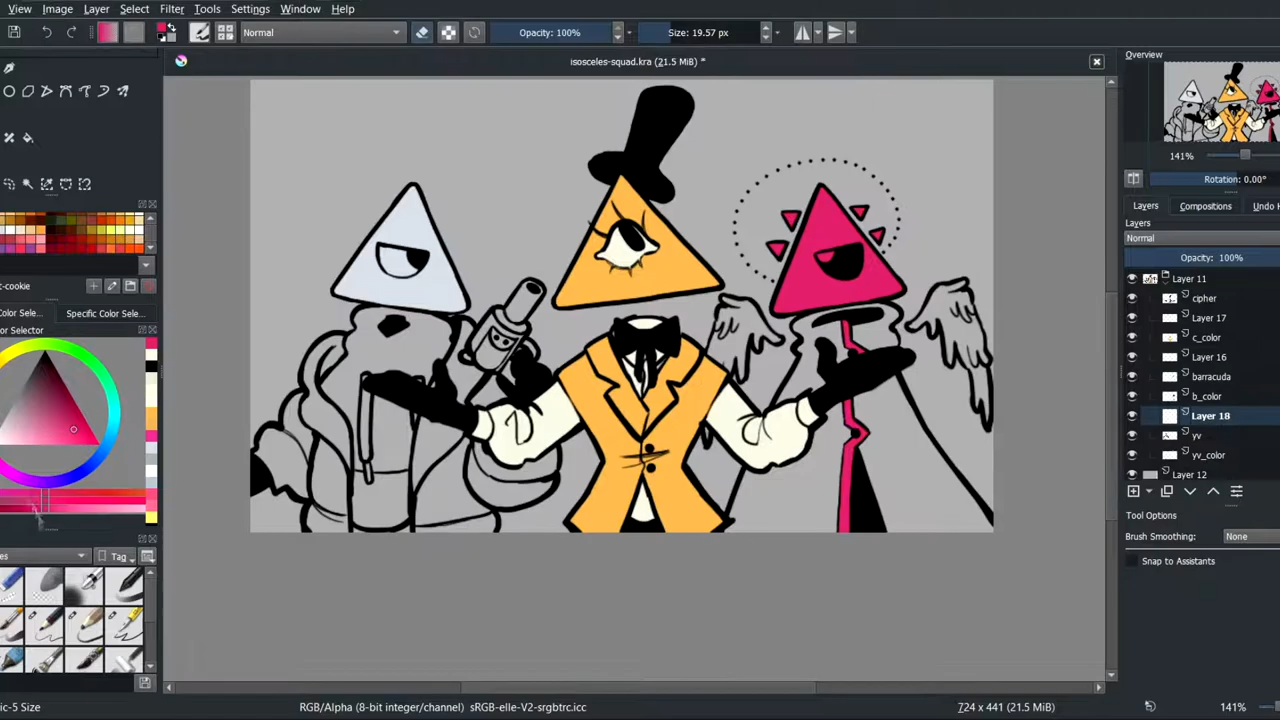 View Image Layer Select Filter Tools Settings Window Help
Normal Opacity: 100% Size: 19.57 px
isosceles-squad.kra (21.5 MiB) *
Overview
141%
Rotation: 0.00°
Layers Compositions Undo
Layers
Normal
Opacity: 100%
Layer 11
cipher
Layer 17
c_color
Layer 16
barracuda
b_color
Layer 18
yv
yv_color
Layer 12
Tool Options
Brush Smoothing: None
Snap to Assistants
-cookie
Specific Color Sele...
Tag
RGB/Alpha (8-bit integer/channel) sRGB-elle-V2-srgbtrc.icc
724 x 441 (21.5 MiB)
141%